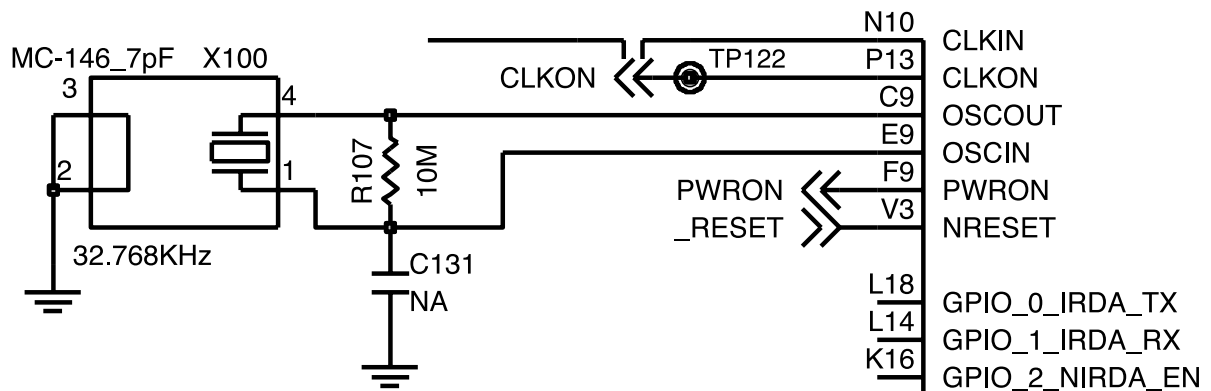 N10
CLKIN
MC-146_7pF X100
TP122
P13
CLKON
CLKON
3
4
C9
OSCOUT
E9
OSCIN
R107
10M
2
1
F9
PWRON
PWRON
V3
_RESET
NRESET
32.768KHz
C131
NA
L18
GPIO_0_IRDA_TX
L14
GPIO_1_IRDA_RX
K16
GPIO_2_NIRDA_EN